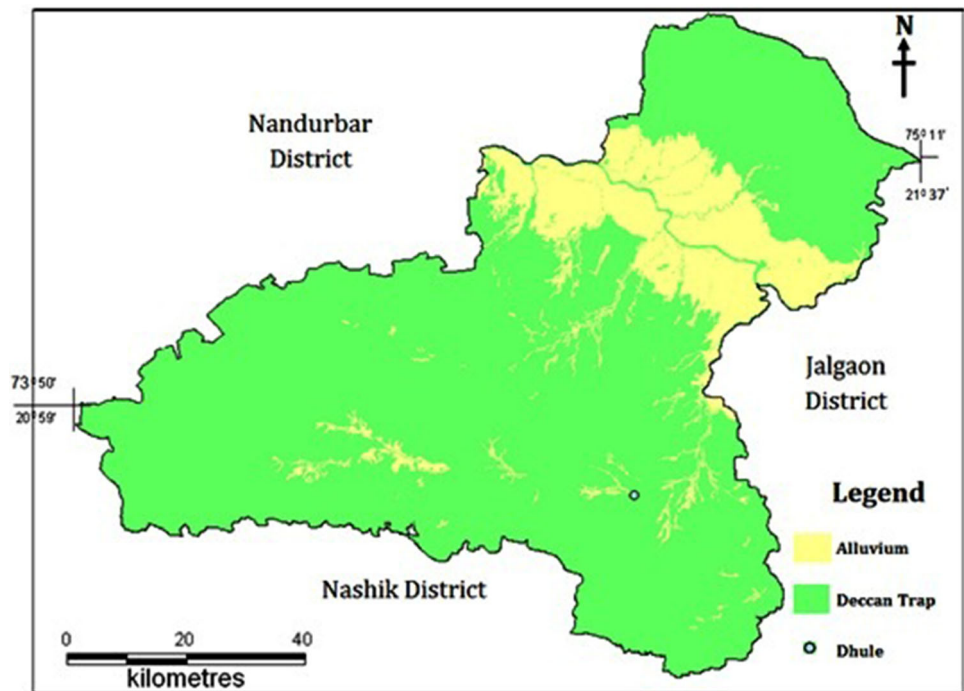 N
Nandurbar
District
75° 11'
21° 37'
Jalgaon
District
73° 50'
20° 59'
Legend
Alluvium
Nashik District
Deccan Trap
0 20 40
Dhule
kilometres